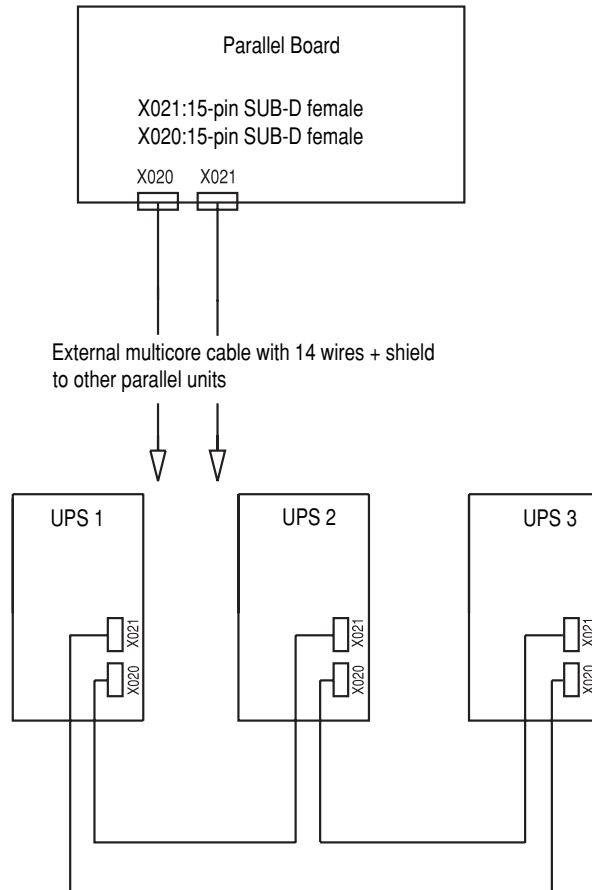 Parallel Board
X021:15-pin SUB-D female
X020:15-pin SUB-D female
X020 X021
External multicore cable with 14 wires + shield
to other parallel units
UPS 1 UPS 2 UPS 3
X021 X021 X021
X020 X020 X020